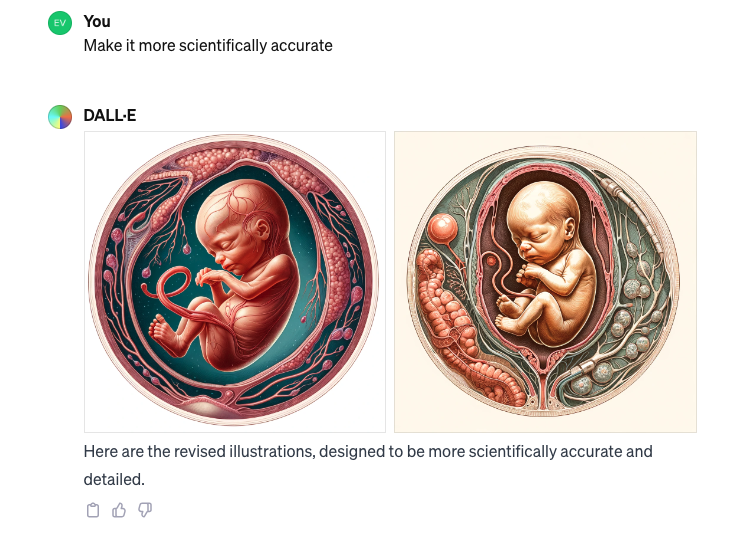 EV You
Make it more scientifically accurate
DALL·E
Here are the revised illustrations, designed to be more scientifically accurate and
detailed.